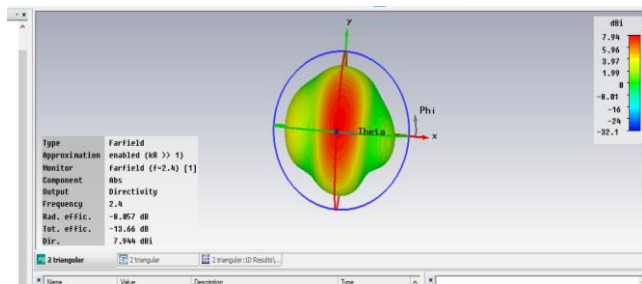 y
dBi
7.94
5.96
3.97
1.99
0
-8.01
-16
-24
-32.1
Phi
Theta
x
Type Farfield
Approximation enabled (kR >> 1)
Monitor farfield (f=2.4) [1]
Component Abs
Output Directivity
Frequency 2.4
Rad. effic. -8.057 dB
Tot. effic. -13.66 dB
Dir. 7.944 dBi
2 triangular
2 triangular
2 triangular:1D Results\...
Name Value Description Type